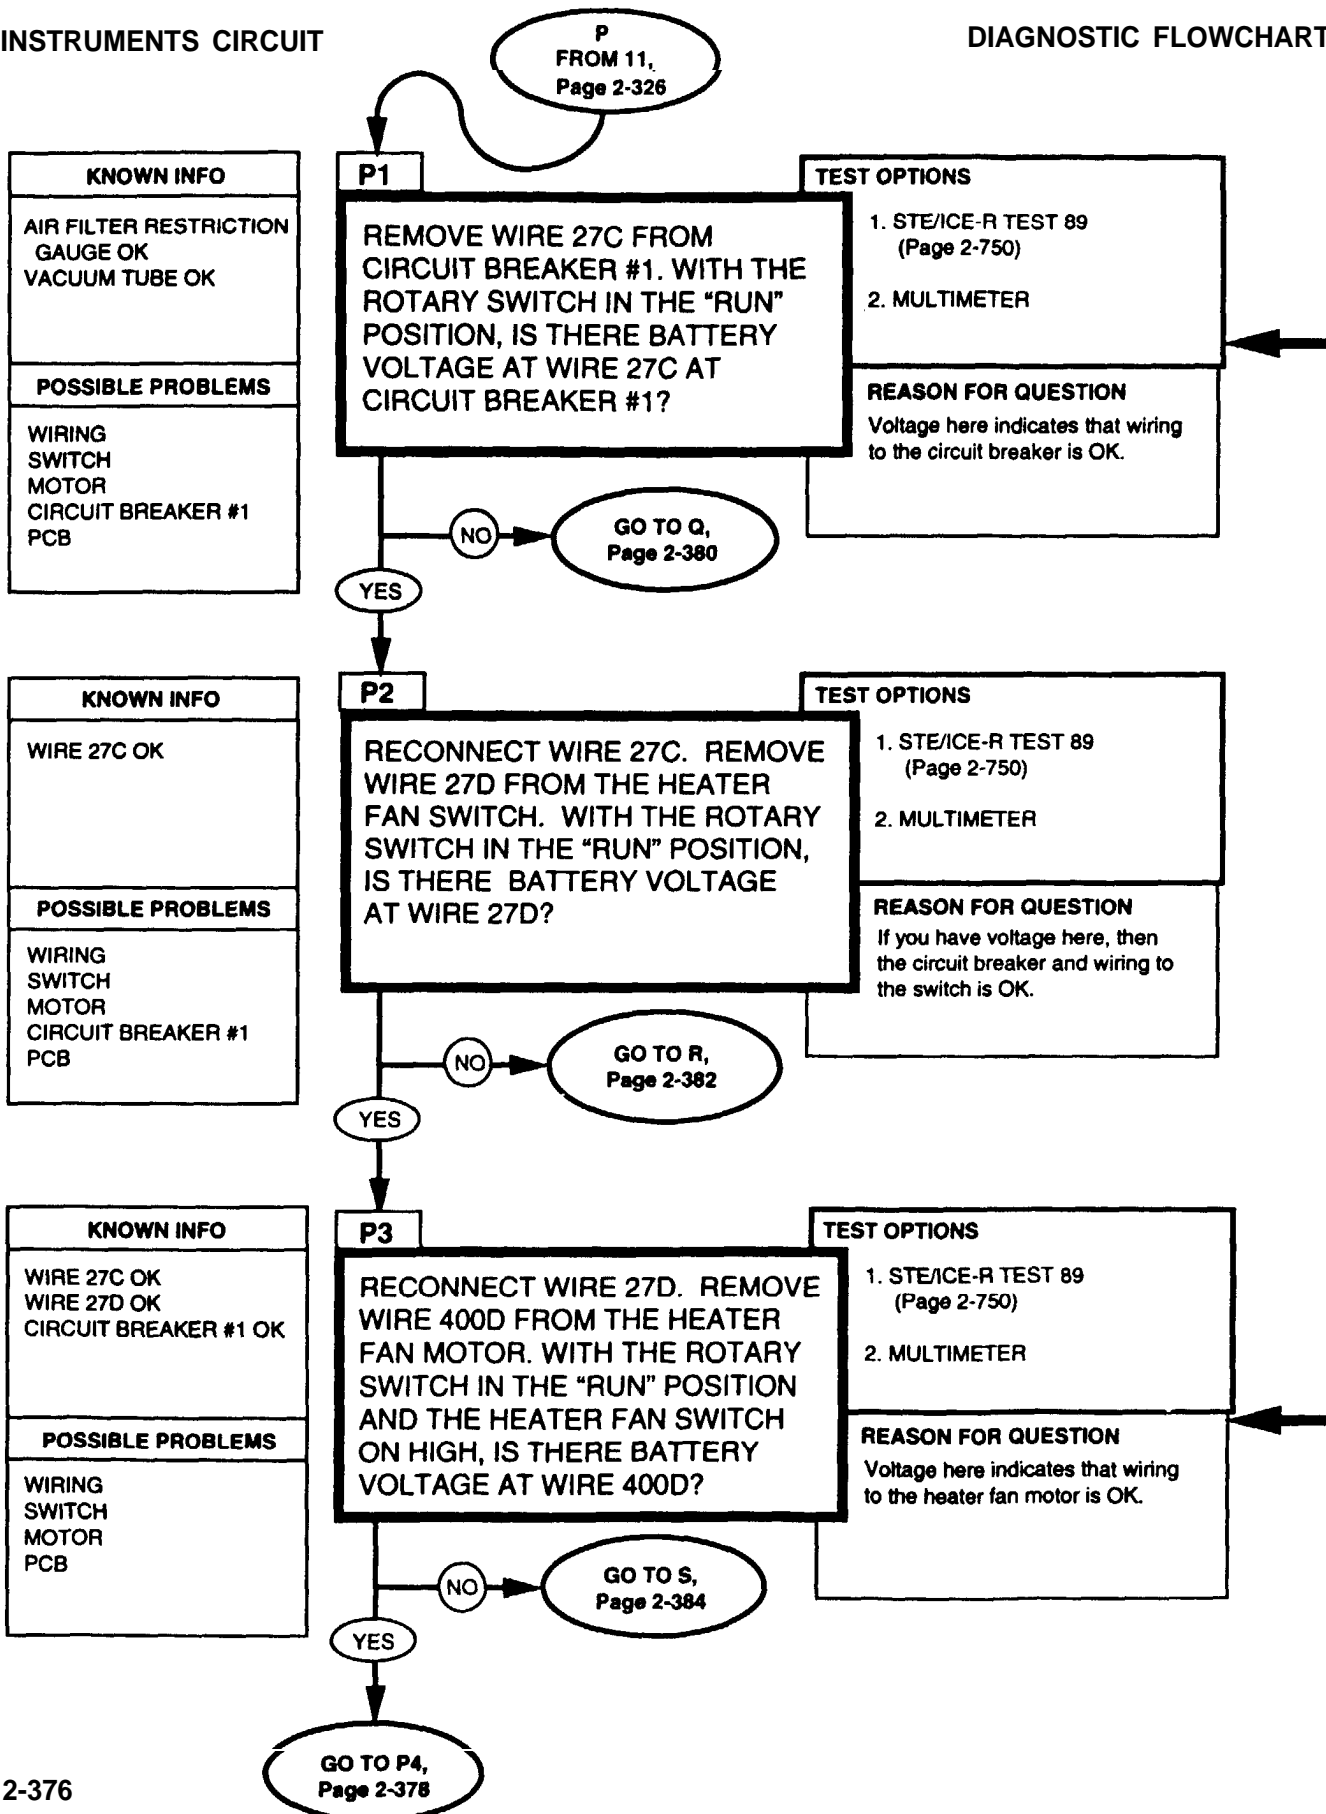 INSTRUMENTS CIRCUIT
DIAGNOSTIC FLOWCHART
P
FROM 11,
Page 2-326
KNOWN INFO
AIR FILTER RESTRICTION
GAUGE OK
VACUUM TUBE OK
POSSIBLE PROBLEMS
WIRING
SWITCH
MOTOR
CIRCUIT BREAKER #1
PCB
P1
REMOVE WIRE 27C FROM
CIRCUIT BREAKER #1. WITH THE
ROTARY SWITCH IN THE "RUN"
POSITION, IS THERE BATTERY
VOLTAGE AT WIRE 27C AT
CIRCUIT BREAKER #1?
TEST OPTIONS
1. STE/ICE-R TEST 89
(Page 2-750)
2. MULTIMETER
REASON FOR QUESTION
Voltage here indicates that wiring
to the circuit breaker is OK.
NO
GO TO Q,
Page 2-380
YES
KNOWN INFO
WIRE 27C OK
POSSIBLE PROBLEMS
WIRING
SWITCH
MOTOR
CIRCUIT BREAKER #1
PCB
P2
RECONNECT WIRE 27C. REMOVE
WIRE 27D FROM THE HEATER
FAN SWITCH. WITH THE ROTARY
SWITCH IN THE "RUN" POSITION,
IS THERE BATTERY VOLTAGE
AT WIRE 27D?
TEST OPTIONS
1. STE/ICE-R TEST 89
(Page 2-750)
2. MULTIMETER
REASON FOR QUESTION
If you have voltage here, then
the circuit breaker and wiring to
the switch is OK.
NO
GO TO R,
Page 2-382
YES
KNOWN INFO
WIRE 27C OK
WIRE 27D OK
CIRCUIT BREAKER #1 OK
POSSIBLE PROBLEMS
WIRING
SWITCH
MOTOR
PCB
P3
RECONNECT WIRE 27D. REMOVE
WIRE 400D FROM THE HEATER
FAN MOTOR. WITH THE ROTARY
SWITCH IN THE "RUN" POSITION
AND THE HEATER FAN SWITCH
ON HIGH, IS THERE BATTERY
VOLTAGE AT WIRE 400D?
TEST OPTIONS
1. STE/ICE-R TEST 89
(Page 2-750)
2. MULTIMETER
REASON FOR QUESTION
Voltage here indicates that wiring
to the heater fan motor is OK.
NO
GO TO S,
Page 2-384
YES
GO TO P4,
Page 2-378
2-376